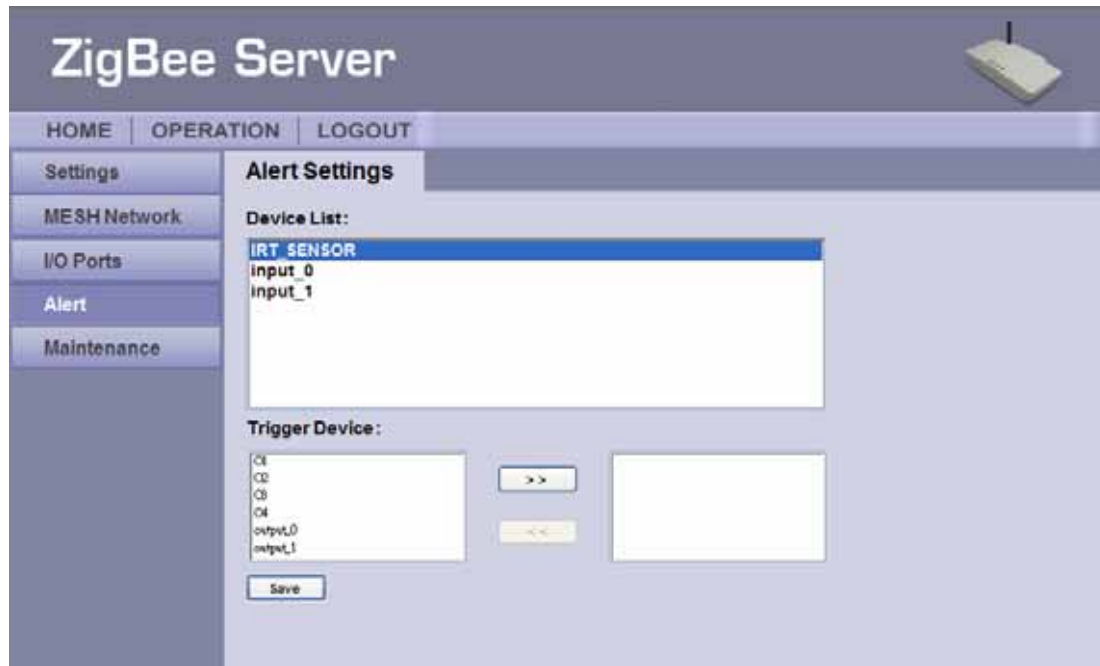 ZigBee Server
HOME | OPERATION | LOGOUT
Settings
MESH Network
I/O Ports
Alert
Maintenance
Alert Settings
Device List:
IRT_SENSOR
input_0
input_1
Trigger Device:
O1
O2
O3
O4
output_0
output_1
>>
<<
Save